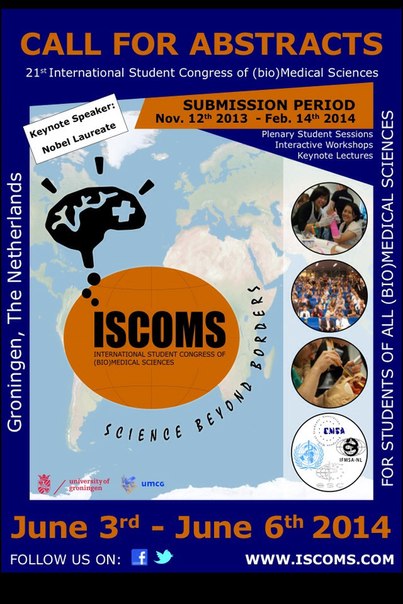 CALL FOR ABSTRACTS
21st International Student Congress of (bio)Medical Sciences
Keynote Speaker:
Nobel Laureate
SUBMISSION PERIOD
Nov. 12th 2013 - Feb. 14th 2014
Plenary Student Sessions
Interactive Workshops
Keynote Lectures
Groningen, The Netherlands
FOR STUDENTS OF ALL (BIO)MEDICAL SCIENCES
ISCOMS
INTERNATIONAL STUDENT CONGRESS OF
(BIO)MEDICAL SCIENCES
SCIENCE BEYOND BORDERS
EMSA
IFMSA-NL
university of
groningen
umcg
June 3rd - June 6th 2014
FOLLOW US ON:
WWW.ISCOMS.COM